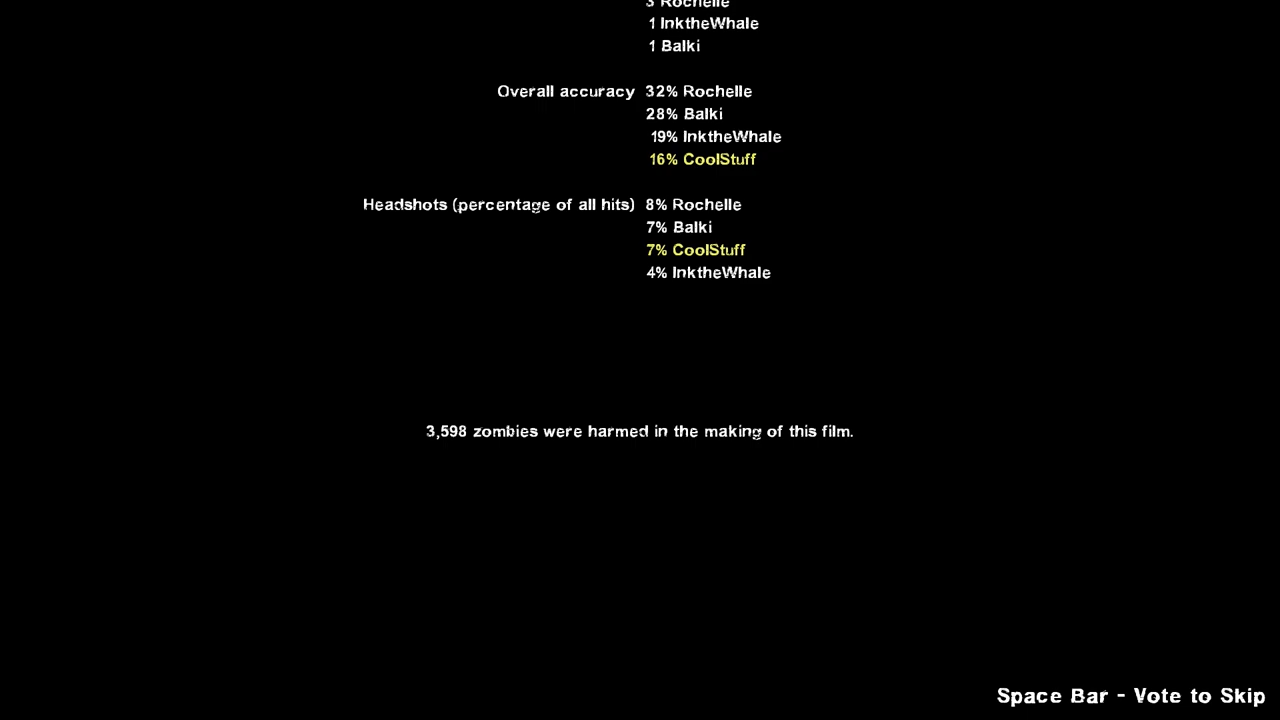 3 Rochelle
1 InktheWhale
1 Balki
Overall accuracy 32% Rochelle
28% Balki
19% InktheWhale
16% CoolStuff
Headshots (percentage of all hits) 8% Rochelle
7% Balki
7% CoolStuff
4% InktheWhale
3,598 zombies were harmed in the making of this film.
Space Bar - Vote to Skip